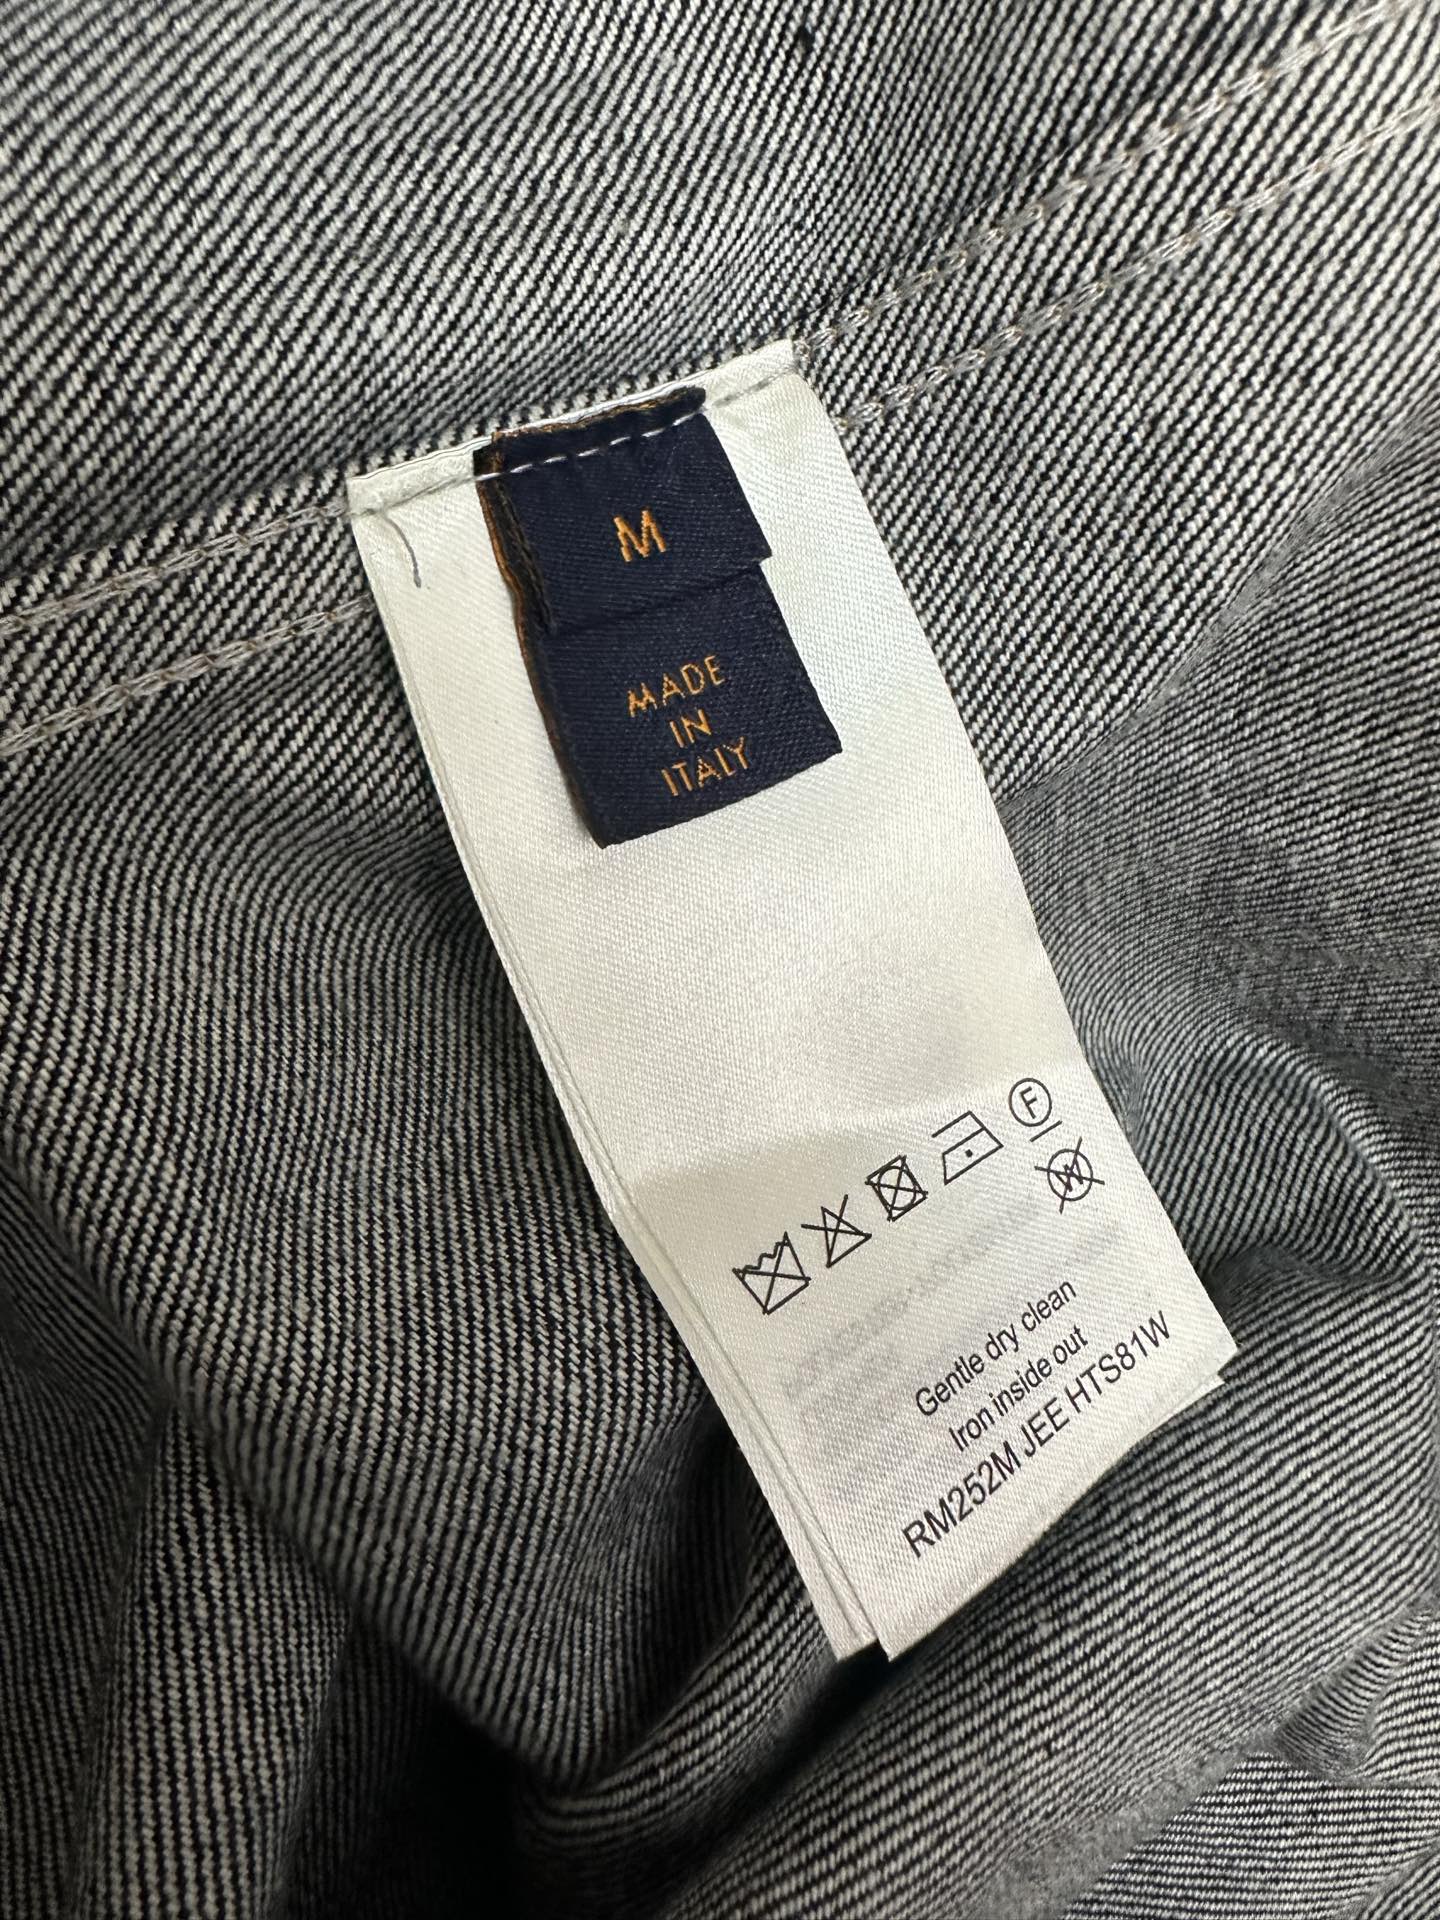 M
MADE
IN
ITALY
F
W
Gentle dry clean
Iron inside out
RM252M JEE HTS81W